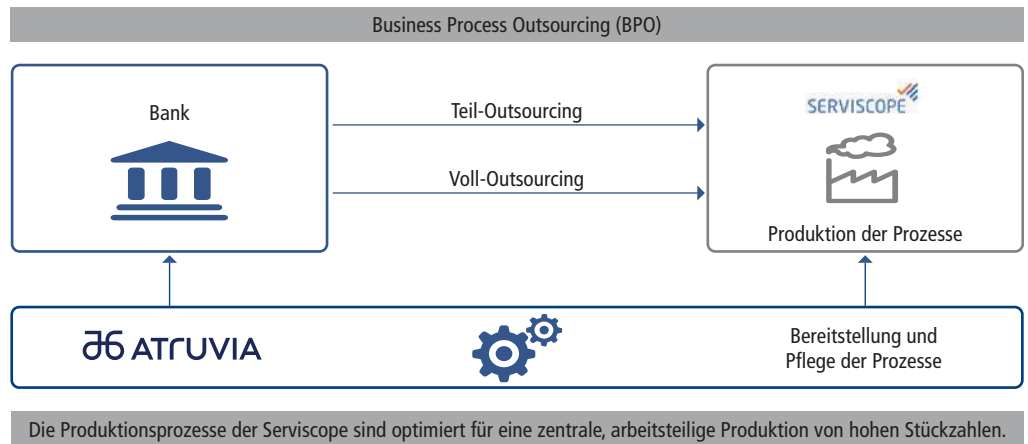 Business Process Outsourcing (BPO)
Bank
Teil-Outsourcing
Voll-Outsourcing
SERVISCOPE
Produktion der Prozesse
ATRUVIA
Bereitstellung und
Pflege der Prozesse
Die Produktionsprozesse der Serviscope sind optimiert für eine zentrale, arbeitsteilige Produktion von hohen Stückzahlen.